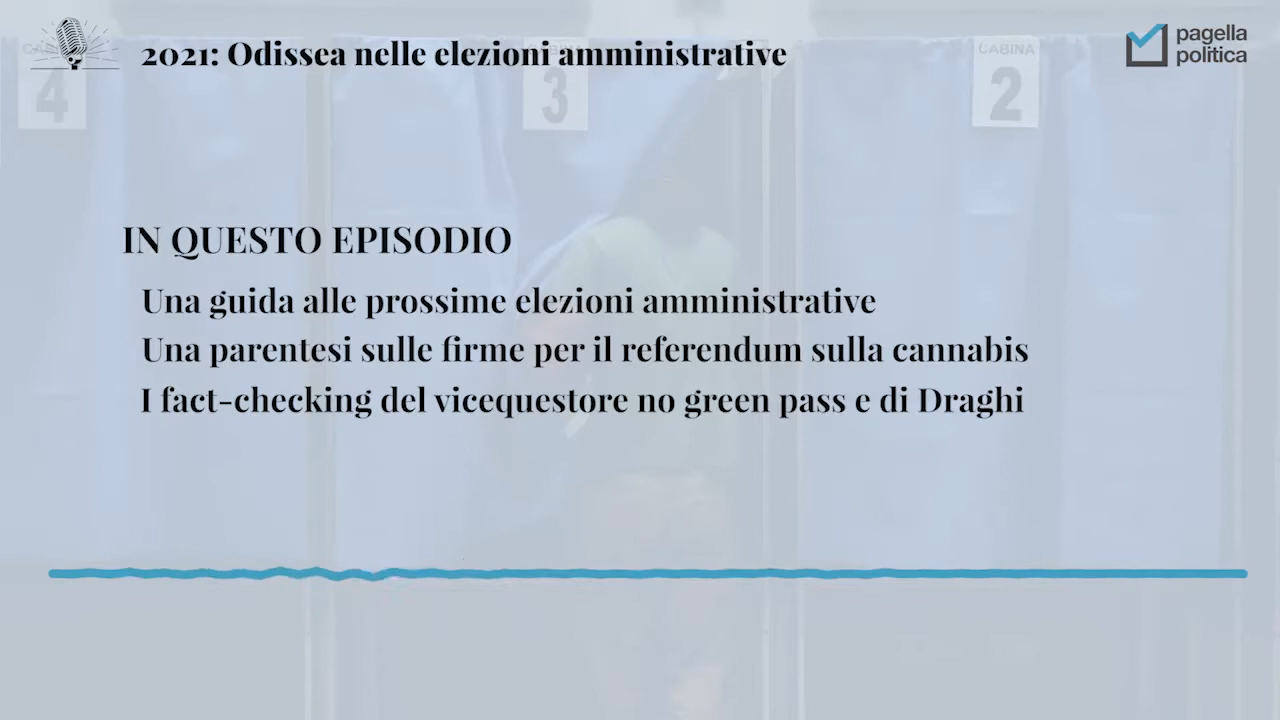 2021: Odissea nelle elezioni amministrative
pagella
politica
CABINA
4
3
CABINA
2
IN QUESTO EPISODIO
Una guida alle prossime elezioni amministrative
Una parentesi sulle firme per il referendum sulla cannabis
I fact-checking del vicequestore no green pass e di Draghi